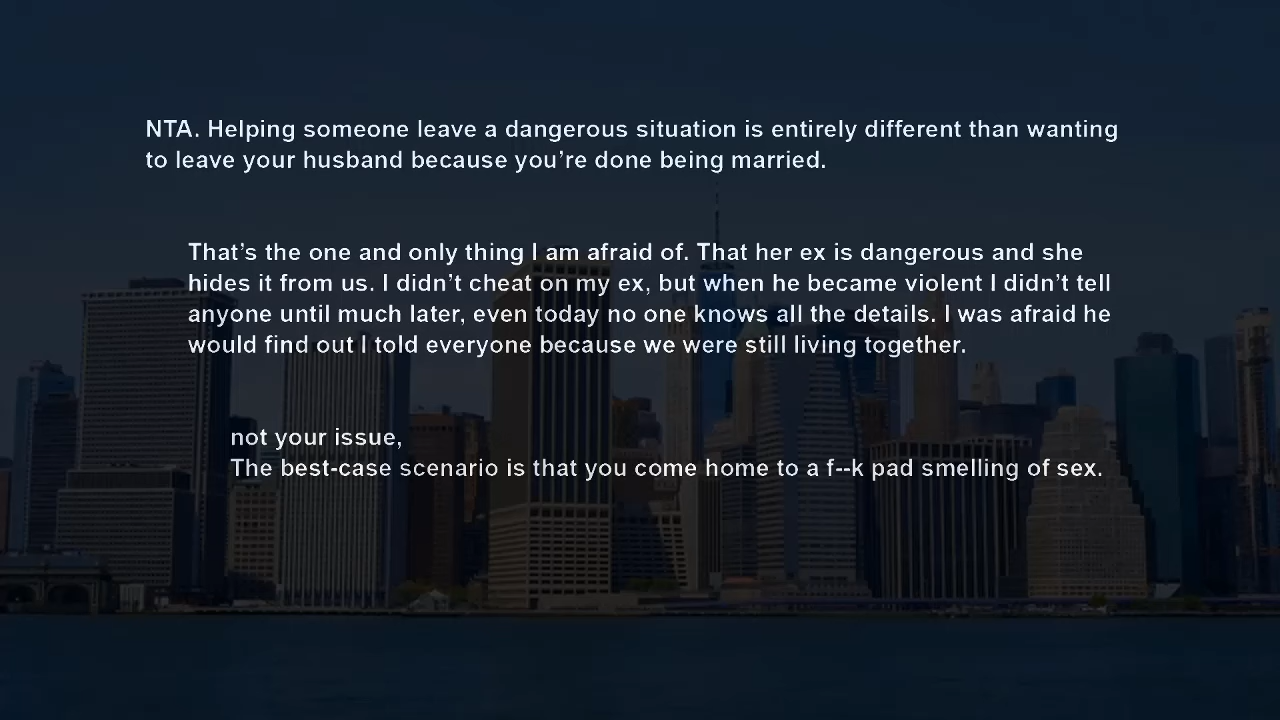 NTA. Helping someone leave a dangerous situation is entirely different than wanting
to leave your husband because you’re done being married.
That’s the one and only thing I am afraid of. That her ex is dangerous and she
hides it from us. I didn’t cheat on my ex, but when he became violent I didn’t tell
anyone until much later, even today no one knows all the details. I was afraid he
would find out I told everyone because we were still living together.
not your issue,
The best-case scenario is that you come home to a f--k pad smelling of sex.